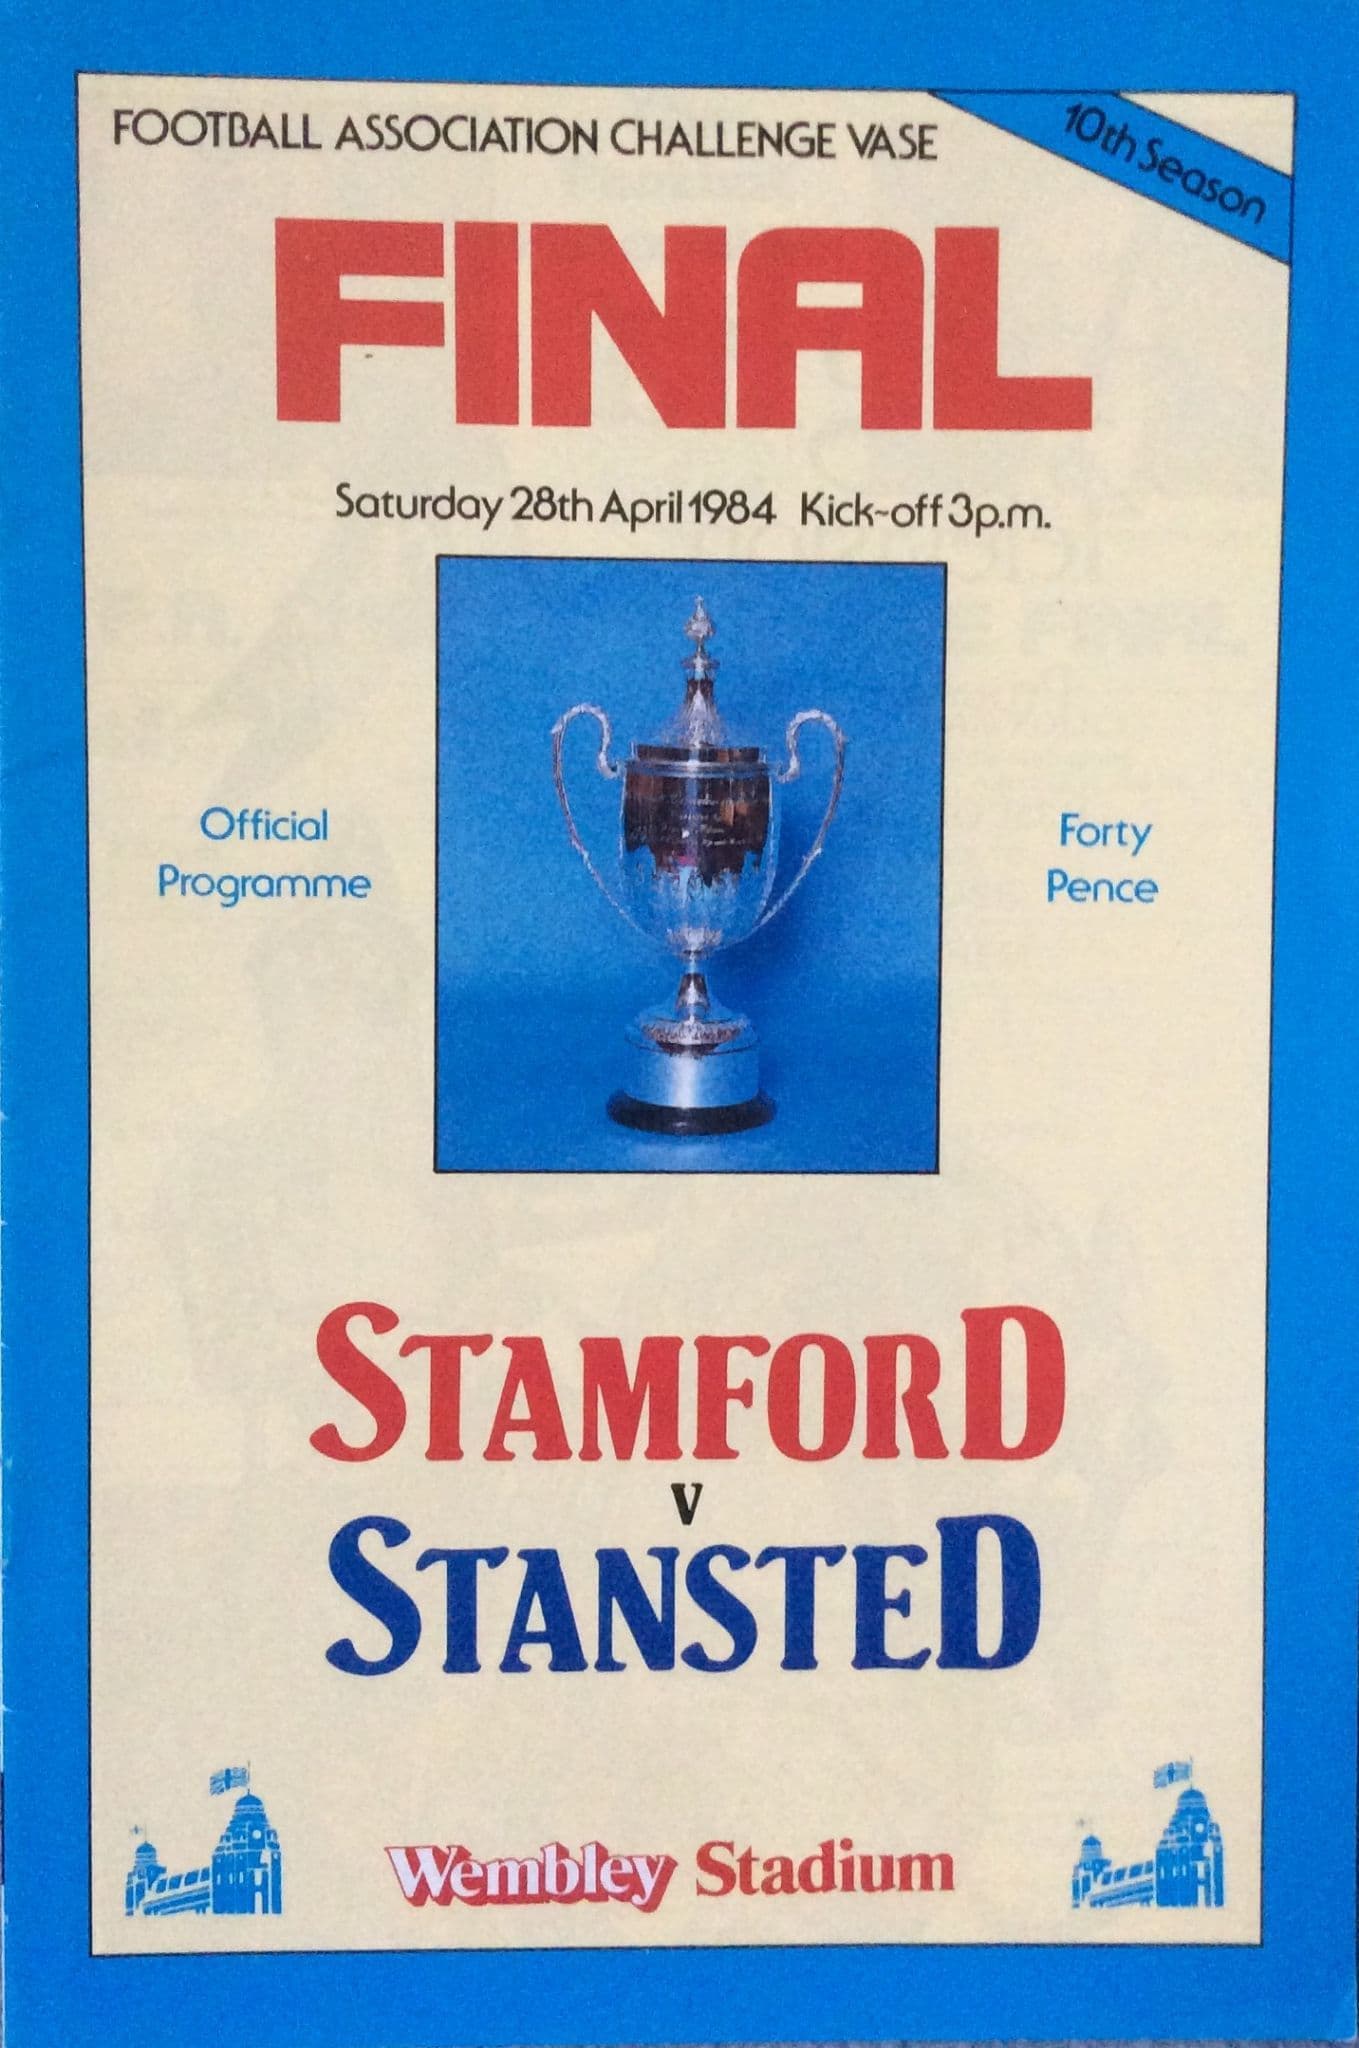 FOOTBALL ASSOCIATION CHALLENGE VASE
10th Season
FINAL
Saturday 28th April 1984 Kick-off 3p.m.
Official
Programme
Forty
Pence
STAMFORD
V
STANSTED
Wembley Stadium